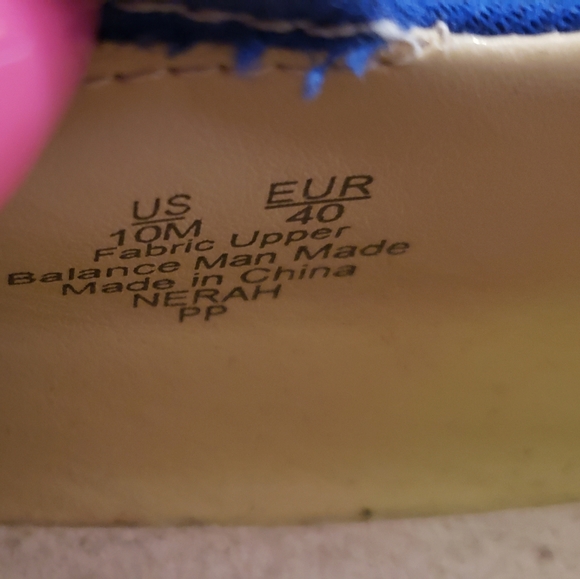 US EUR
10M 40
Fabric Upper
Balance Man Made
Made in China
NERAH
PP